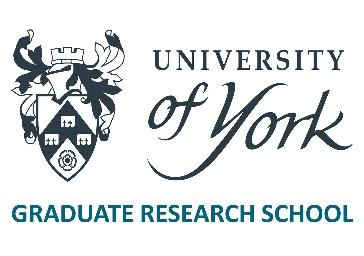 UNIVERSITY
of York
GRADUATE RESEARCH SCHOOL